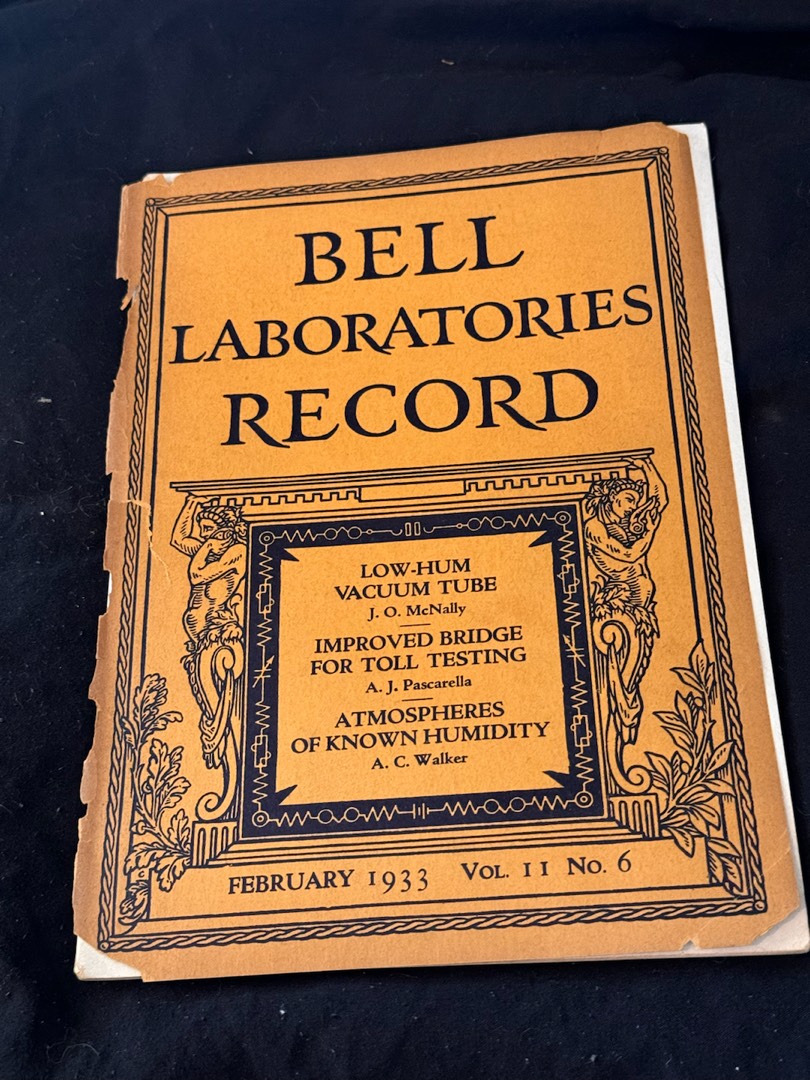 BELL
LABORATORIES
RECORD
LOW-HUM
VACUUM TUBE
J. O. McNally
IMPROVED BRIDGE
FOR TOLL TESTING
A. J. Pascarella
ATMOSPHERES
OF KNOWN HUMIDITY
A. C. Walker
FEBRUARY 1933 VOL. 11 No. 6